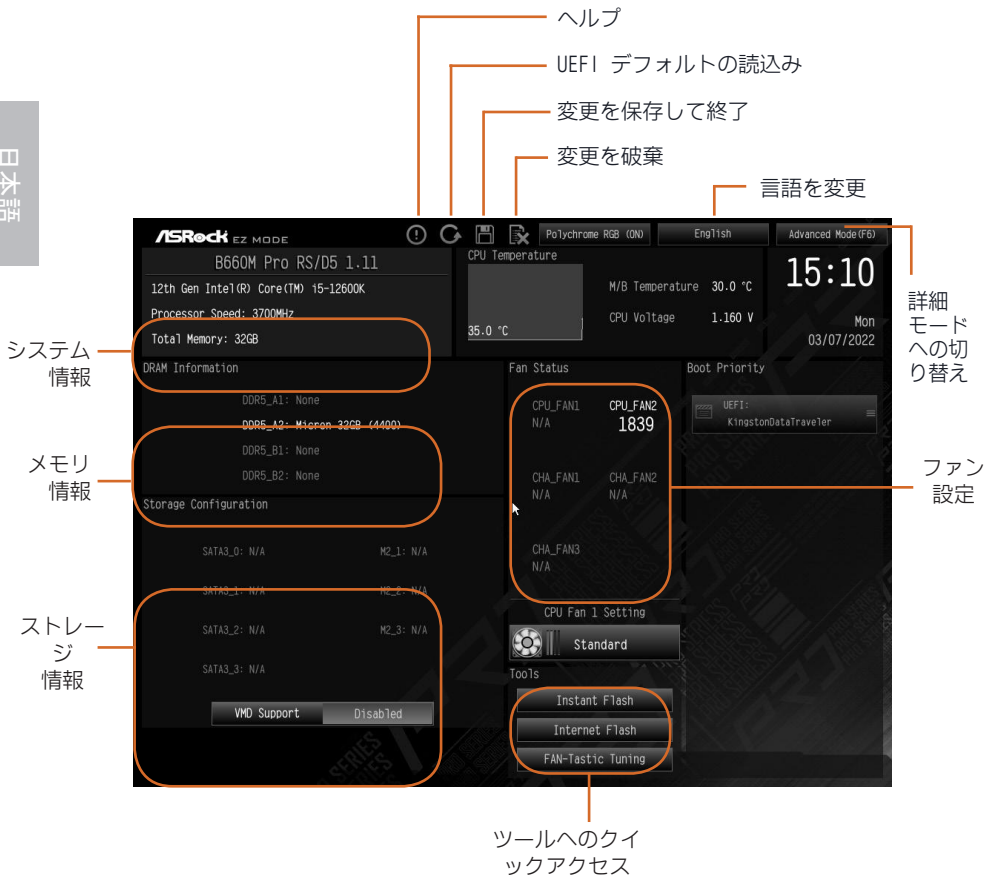 ヘルプ
UEFI デフォルトの読込み
変更を保存して終了
変更を破棄
言語を変更
日本語
ASRock EZ MODE
Polychrome RGB (ON)
English
Advanced Mode(F6)
B660M Pro RS/D5 1.11
12th Gen Intel(R) Core(TM) i5-12600K
Processor Speed: 3700MHz
Total Memory: 32GB
CPU Temperature
35.0 °C
M/B Temperature 30.0 °C
CPU Voltage 1.160 V
15:10
Mon
03/07/2022
詳細
モード
への切
り替え
システム
情報
DRAM Information
DDR5_A1: None
DDR5_A2: Micron 32GB (4400)
DDR5_B1: None
DDR5_B2: None
メモリ
情報
Fan Status
CPU_FAN1
N/A
CPU_FAN2
1839
CHA_FAN1
N/A
CHA_FAN2
N/A
CHA_FAN3
N/A
Boot Priority
UEFI:
KingstonDataTraveler
ファン
設定
Storage Configuration
SATA3_0: N/A M2_1: N/A
SATA3_1: N/A M2_2: N/A
SATA3_2: N/A M2_3: N/A
SATA3_3: N/A
VMD Support Disabled
ストレー
ジ
情報
CPU Fan 1 Setting
Standard
Tools
Instant Flash
Internet Flash
FAN-Tastic Tuning
ツールへのクイ
ックアクセス